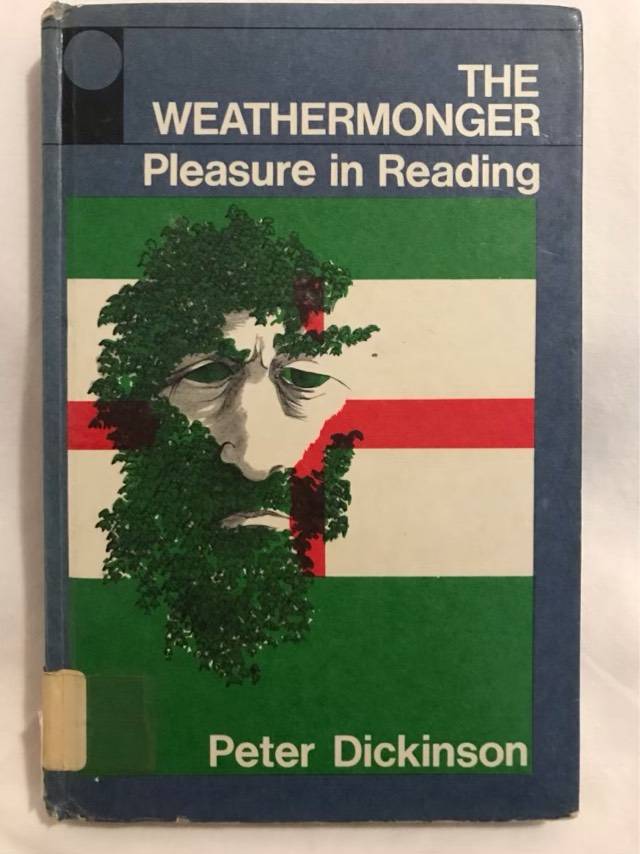 THE
WEATHERMONGER
Pleasure in Reading
Peter Dickinson